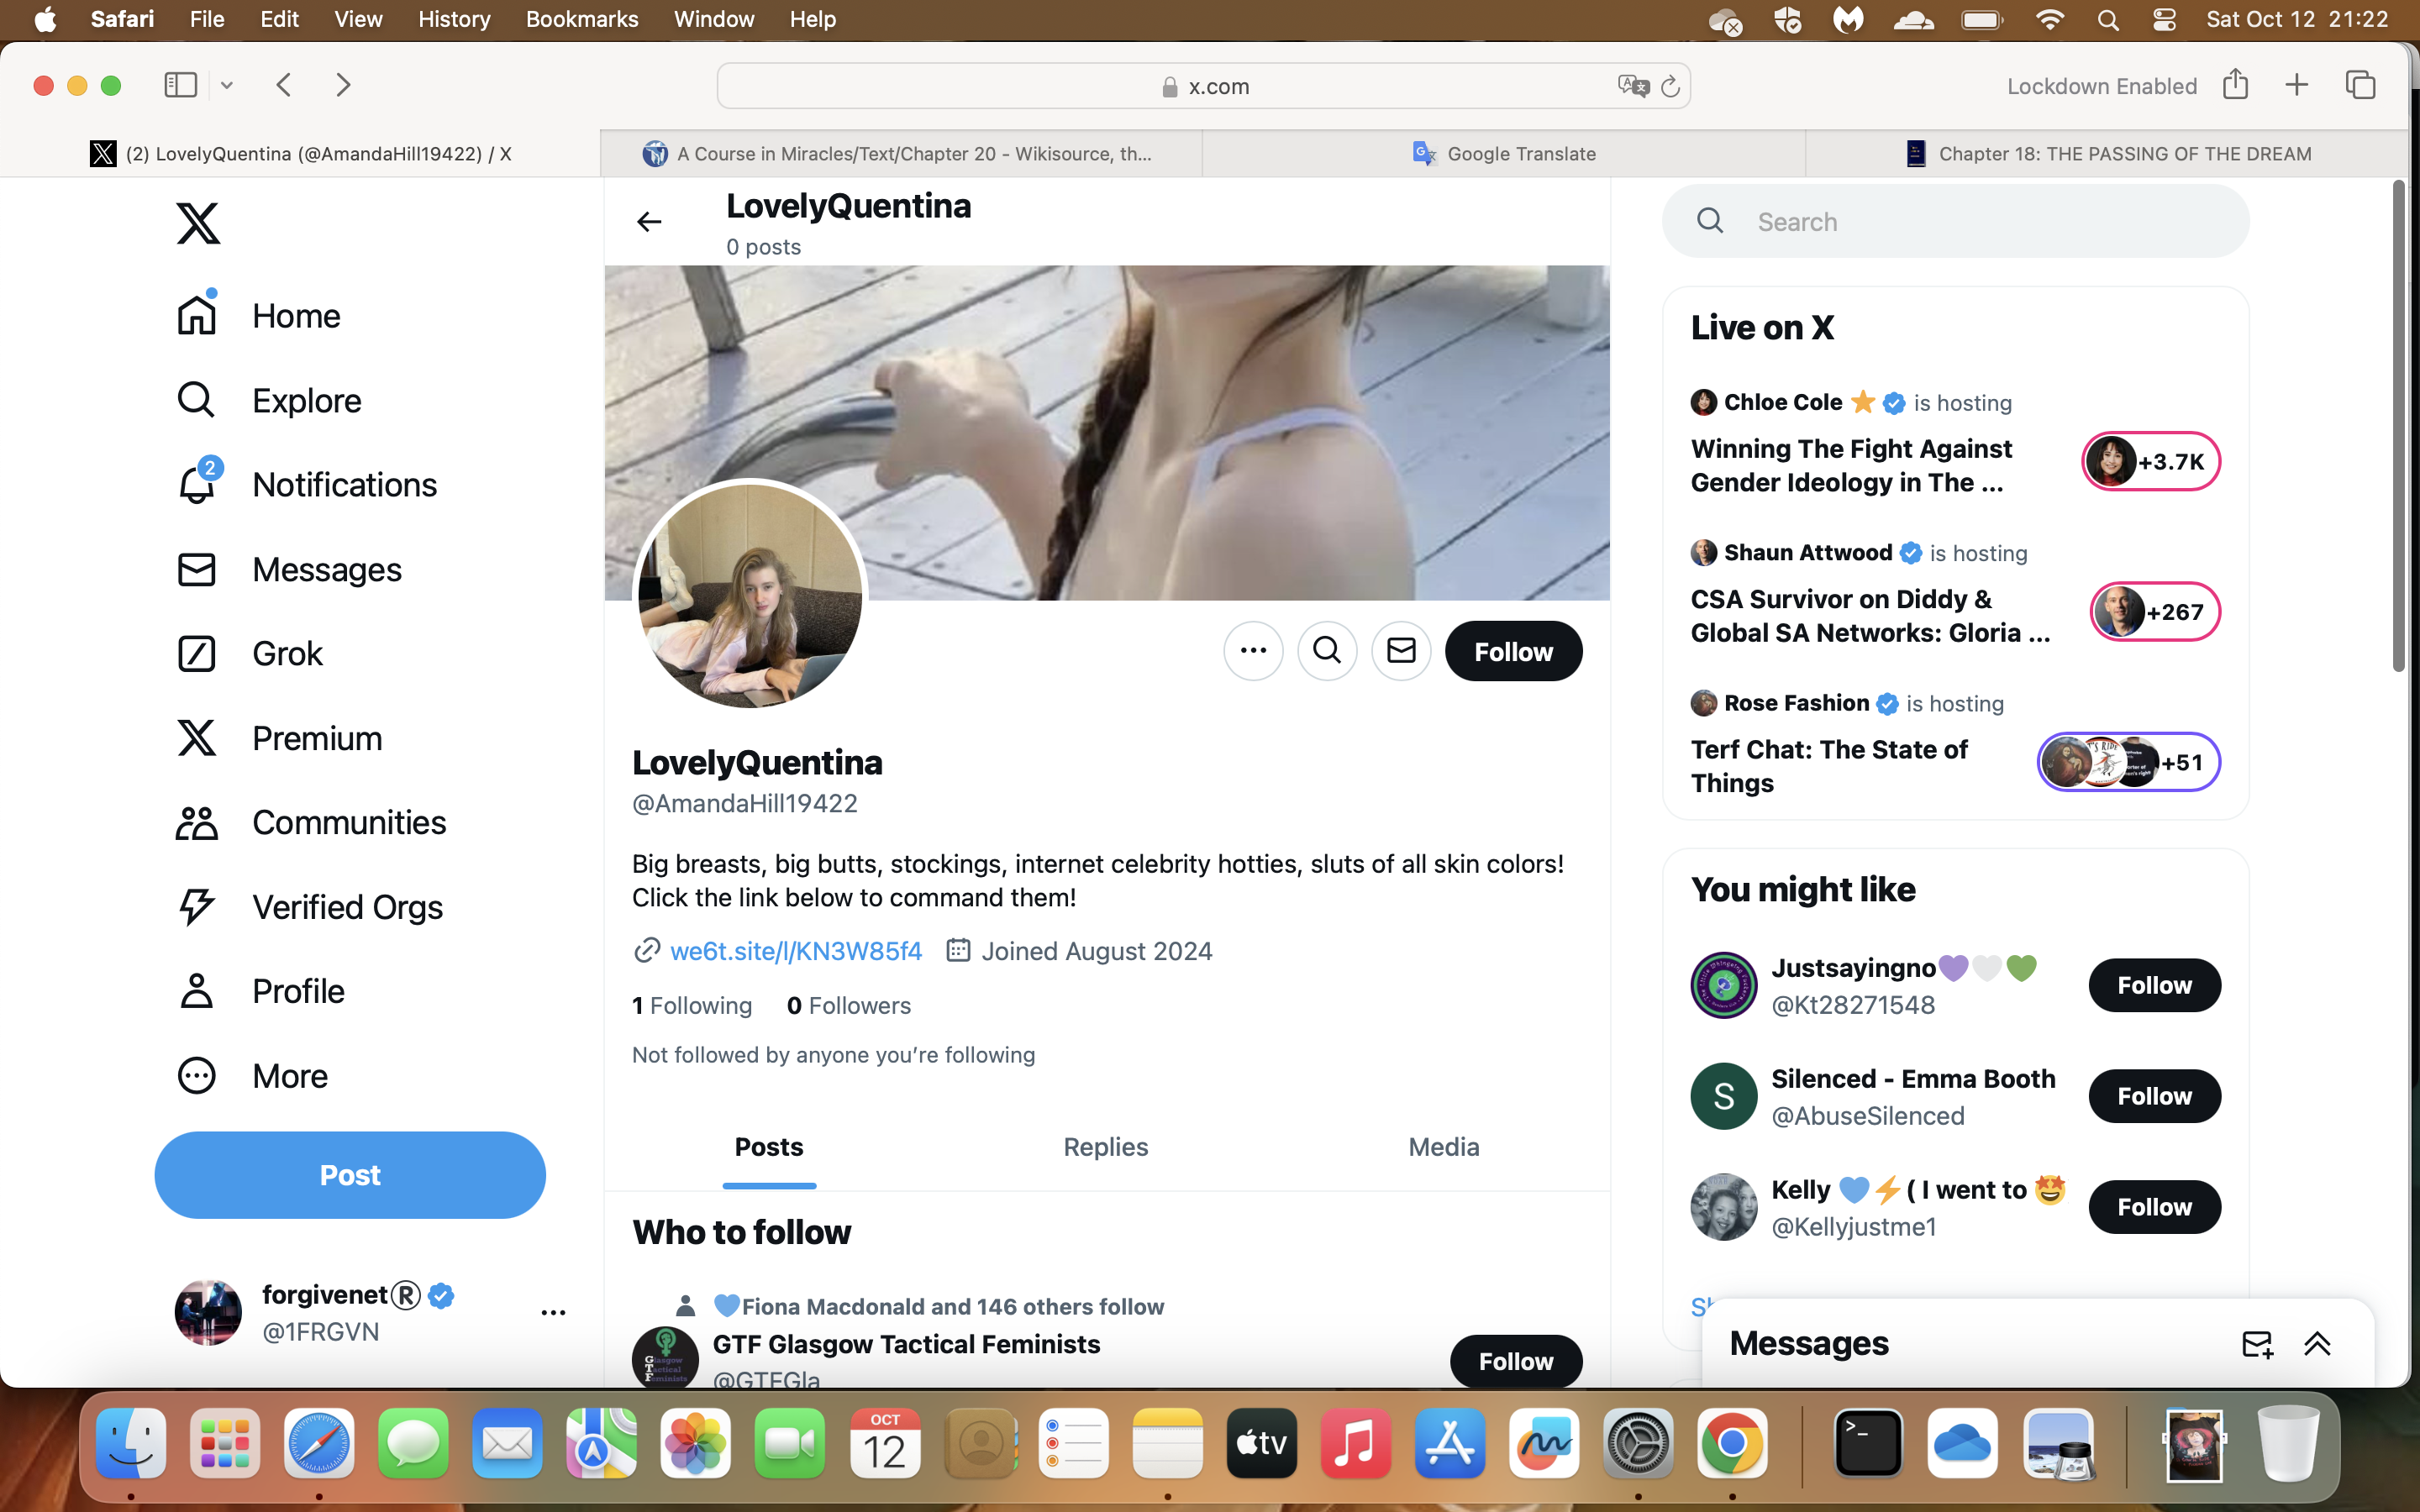 Safari File Edit View History Bookmarks Window Help
Sat Oct 12 21:22
x.com
Lockdown Enabled
(2) LovelyQuentina (@AmandaHill19422) / X
A Course in Miracles/Text/Chapter 20 - Wikisource, th...
Google Translate
Chapter 18: THE PASSING OF THE DREAM
Home
Explore
2
Notifications
Messages
Grok
Premium
Communities
Verified Orgs
Profile
More
Post
forgivenet®
@1FRGVN
LovelyQuentina
0 posts
Follow
LovelyQuentina
@AmandaHill19422
Big breasts, big butts, stockings, internet celebrity hotties, sluts of all skin colors!
Click the link below to command them!
we6t.site/l/KN3W85f4 Joined August 2024
1 Following 0 Followers
Not followed by anyone you’re following
Posts Replies Media
Who to follow
Fiona Macdonald and 146 others follow
GTF Glasgow Tactical Feminists
@GTFGla
Follow
Search
Live on X
Chloe Cole is hosting
Winning The Fight Against
Gender Ideology in The ...
+3.7K
Shaun Attwood is hosting
CSA Survivor on Diddy &
Global SA Networks: Gloria ...
+267
Rose Fashion is hosting
Terf Chat: The State of
Things
+51
You might like
Justsayingno
@Kt28271548
Follow
S
Silenced - Emma Booth
@AbuseSilenced
Follow
Kelly ( I went to
@Kellyjustme1
Follow
Messages
OCT
12
tv